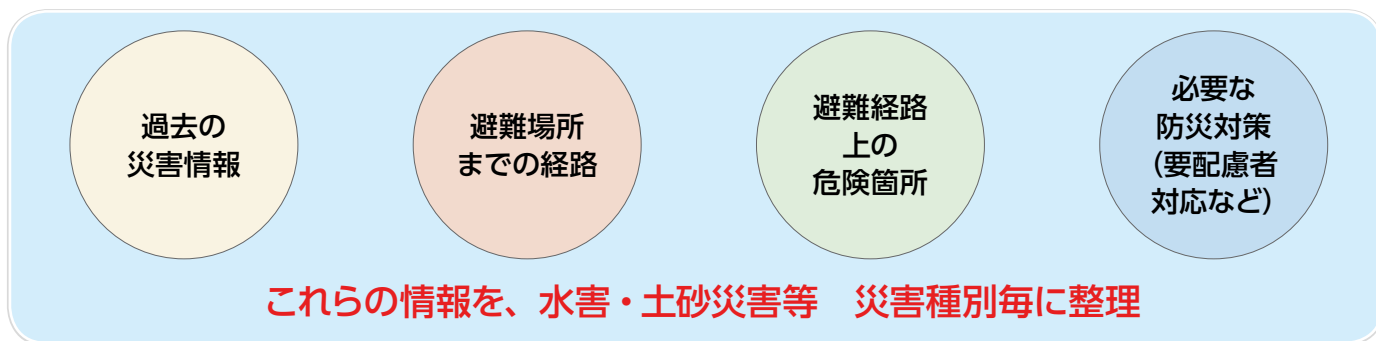 過去の
災害情報
避難場所
までの経路
避難経路
上の
危険箇所
必要な
防災対策
(要配慮者
対応など)
これらの情報を、水害・土砂災害等　災害種別毎に整理